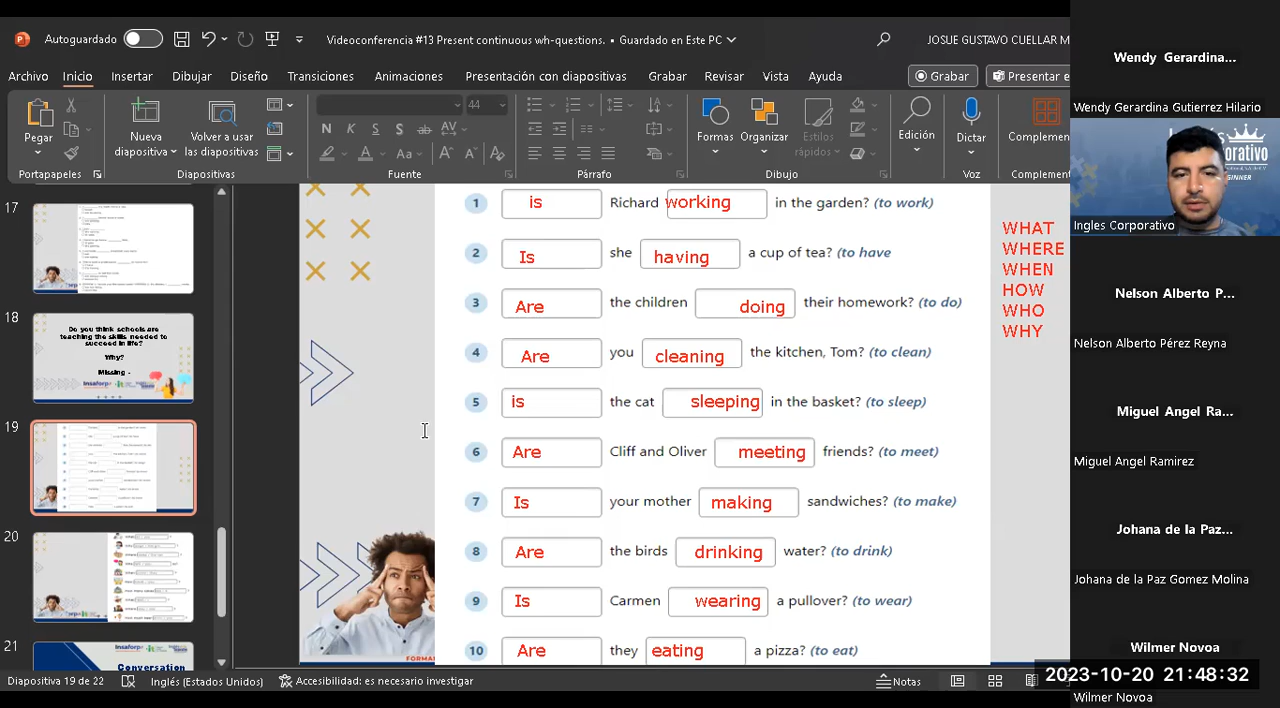 Autoguardado
Videoconferencia #13 Present continuous wh-questions. • Guardado en Este PC
JOSUE GUSTAVO CUELLAR M
Archivo Inicio Insertar Dibujar Diseño Transiciones Animaciones Presentación con diapositivas Grabar Revisar Vista Ayuda
Grabar
Presentar e
Pegar
Nueva diapositiva
Volver a usar las diapositivas
44
N K S S ab AV
Aa A A
Formas
Organizar
Estilos rápidos
Edición
Dictar
Complemen
Portapapeles
Diapositivas
Fuente
Párrafo
Dibujo
Voz
Complement
17
18
Do you think schools are
teaching the skills needed to
succeed in life?
Why?
Missing -
Insaforp
19
20
21
Insaforp
Conversation
1 is Richard working in the garden? (to work)
2 Is she having a cup of tea? (to have
3 Are the children doing their homework? (to do)
4 Are you cleaning the kitchen, Tom? (to clean)
5 is the cat sleeping in the basket? (to sleep)
6 Are Cliff and Oliver meeting friends? (to meet)
7 Is your mother making sandwiches? (to make)
8 Are the birds drinking water? (to drink)
9 Is Carmen wearing a pullover? (to wear)
10 Are they eating a pizza? (to eat)
WHAT
WHERE
WHEN
HOW
WHO
WHY
FORMA
Diapositiva 19 de 22
Inglés (Estados Unidos)
Accesibilidad: es necesario investigar
Notas
Wendy Gerardina...
Wendy Gerardina Gutierrez Hilario
orativo
GINNER
Ingles Corporativo
Nelson Alberto P...
Nelson Alberto Pérez Reyna
Miguel Angel Ra...
Miguel Angel Ramirez
Johana de la Paz...
Johana de la Paz Gomez Molina
Wilmer Novoa
2023-10-20 21:48:32
Wilmer Novoa